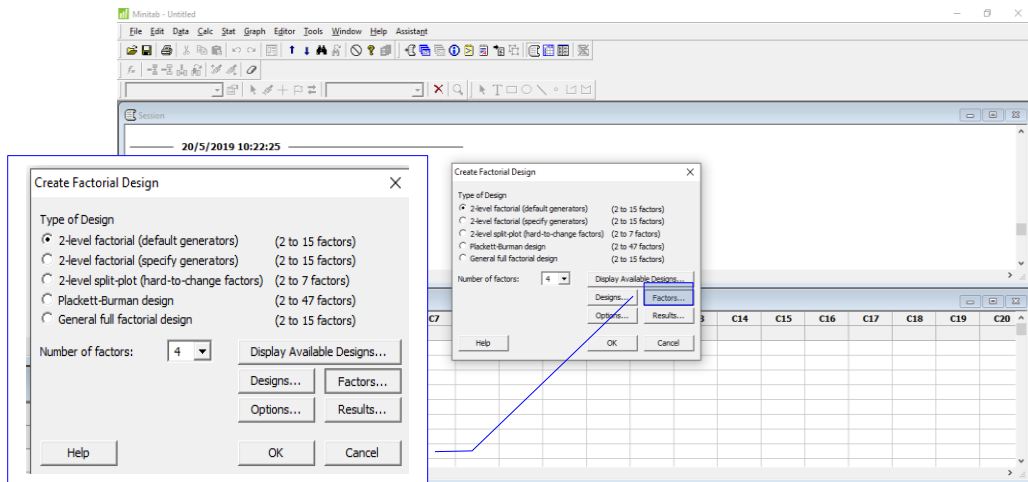 Minitab - Untitled
File Edit Data Calc Stat Graph Editor Tools Window Help Assistant
Session
20/5/2019 10:22:25
Create Factorial Design
Type of Design
2-level factorial (default generators) (2 to 15 factors)
2-level factorial (specify generators) (2 to 15 factors)
2-level split-plot (hard-to-change factors) (2 to 7 factors)
Plackett-Burman design (2 to 47 factors)
General full factorial design (2 to 15 factors)
Number of factors: 4 Display Available Designs...
Designs... Factors...
Options... Results...
Help OK Cancel
Create Factorial Design
Type of Design
2-level factorial (default generators) (2 to 15 factors)
2-level factorial (specify generators) (2 to 15 factors)
2-level split-plot (hard-to-change factors) (2 to 7 factors)
Plackett-Burman design (2 to 47 factors)
General full factorial design (2 to 15 factors)
Number of factors: 4 Display Available Designs...
Designs... Factors...
Options... Results...
Help OK Cancel
C7 C14 C15 C16 C17 C18 C19 C20